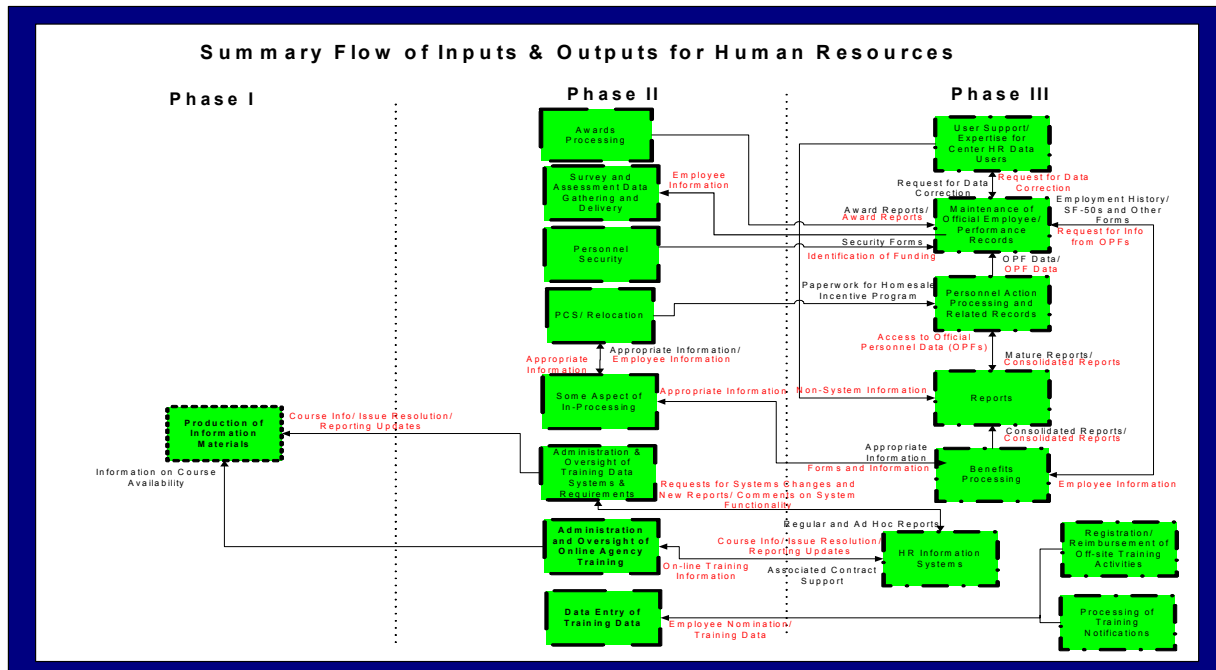 Summary Flow of Inputs & Outputs for Human Resources
Phase I
Phase II
Phase III
Awards
Processing
Survey and
Assessment Data
Gathering and
Delivery
Employee
Information
Personnel
Security
PCS/ Relocation
Appropriate
Information
Appropriate Information/
Employee Information
Some Aspect of
In-Processing
Appropriate Information
Production of
Information
Materials
Course Info/ Issue Resolution/
Reporting Updates
Information on Course
Availability
Administration &
Oversight of
Training Data
Systems &
Requirements
Requests for Systems Changes and
New Reports/ Comments on System
Functionality
Administration
and Oversight of
Online Agency
Training
On-line Training
Information
Data Entry of
Training Data
Employee Nomination/
Training Data
User Support/
Expertise for
Center HR Data
Users
Request for Data
Correction
Request for Data
Correction
Award Reports/
Award Reports
Maintenance of
Official Employee/
Performance
Records
Employment History/
SF-50s and Other
Forms
Request for Info
from OPFs
Security Forms
Identification of Funding
OPF Data/
OPF Data
Paperwork for Homesale
Incentive Program
Personnel Action
Processing and
Related Records
Access to Official
Personnel Data (OPFs)
Mature Reports/
Consolidated Reports
Non-System Information
Reports
Consolidated Reports/
Consolidated Reports
Appropriate
Information
Forms and Information
Benefits
Processing
Employee Information
Regular and Ad Hoc Reports
Course Info/ Issue Resolution/
Reporting Updates
Associated Contract
Support
HR Information
Systems
Registration/
Reimbursement of
Off-site Training
Activities
Processing of
Training
Notifications